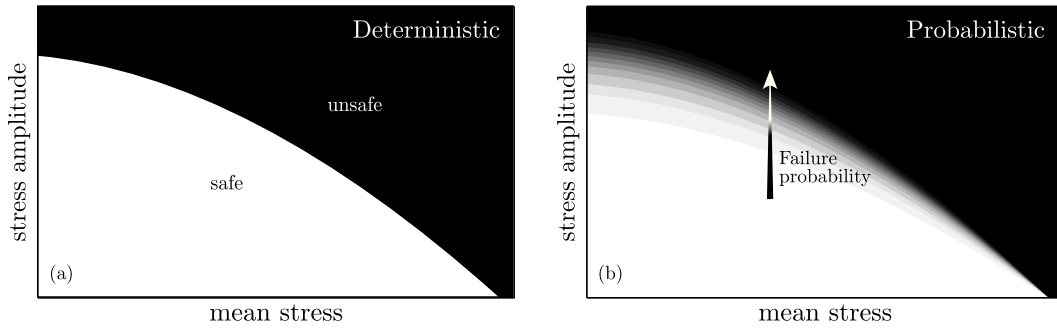 Deterministic
unsafe
safe
(a)
stress amplitude
mean stress
Probabilistic
Failure
probability
(b)
stress amplitude
mean stress